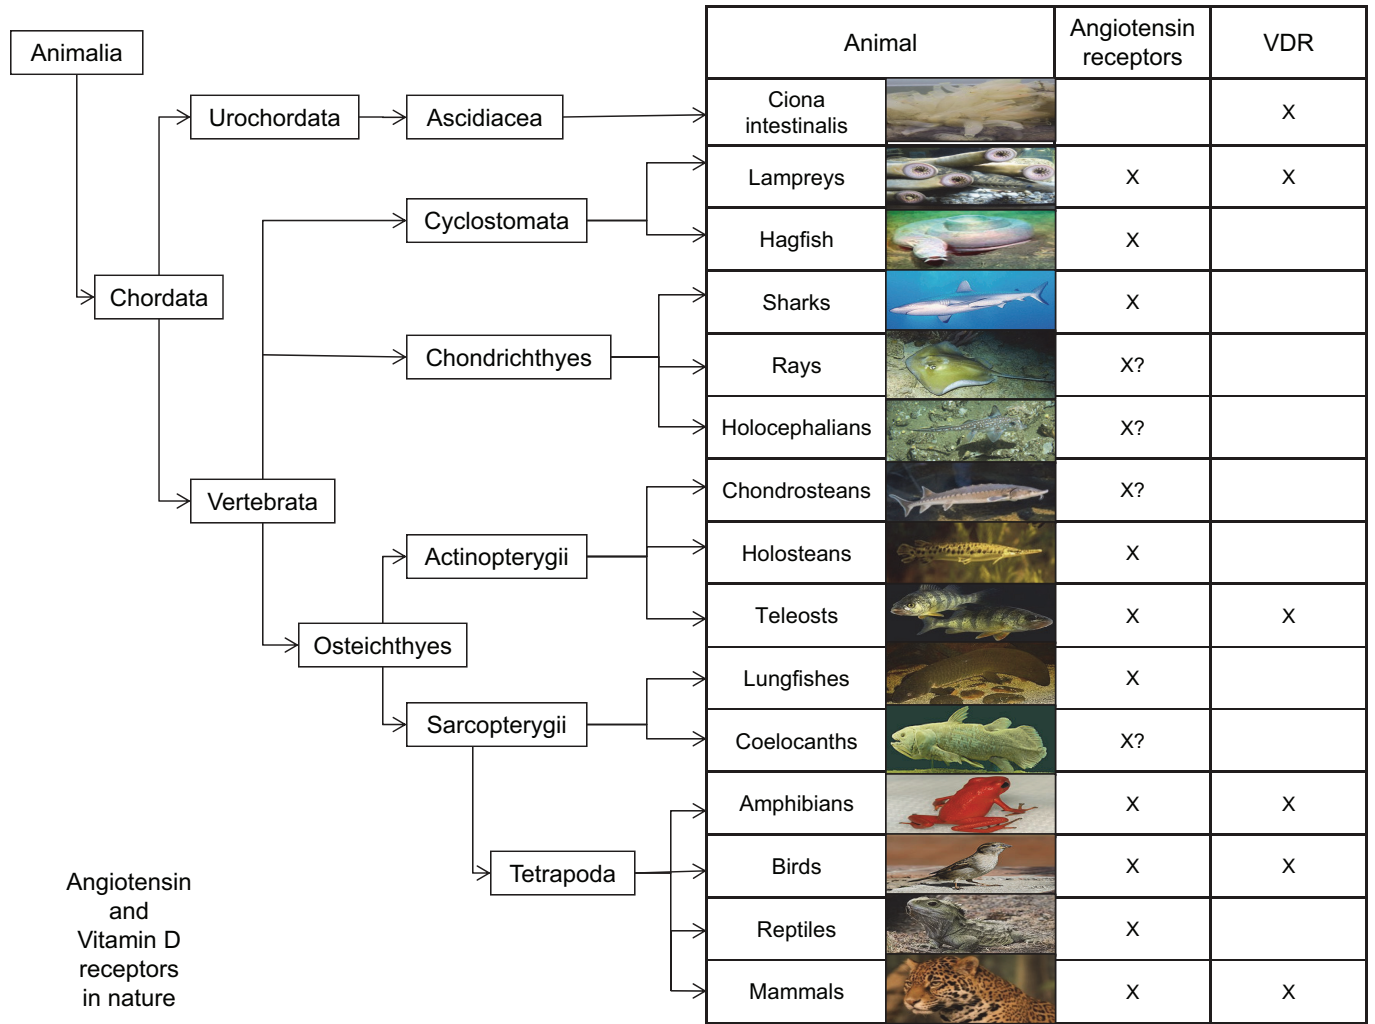 Animalia
Urochordata
Ascidiacea
Cyclostomata
Chordata
Chondrichthyes
Vertebrata
Actinopterygii
Osteichthyes
Sarcopterygii
Tetrapoda
Angiotensin
and
Vitamin D
receptors
in nature
Animal
Angiotensin
receptors
VDR
Ciona
intestinalis
X
Lampreys X X
Hagfish X
Sharks X
Rays X?
Holocephalians X?
Chondrosteans X?
Holosteans X
Teleosts X X
Lungfishes X
Coelocanths X?
Amphibians X X
Birds X X
Reptiles X
Mammals X X